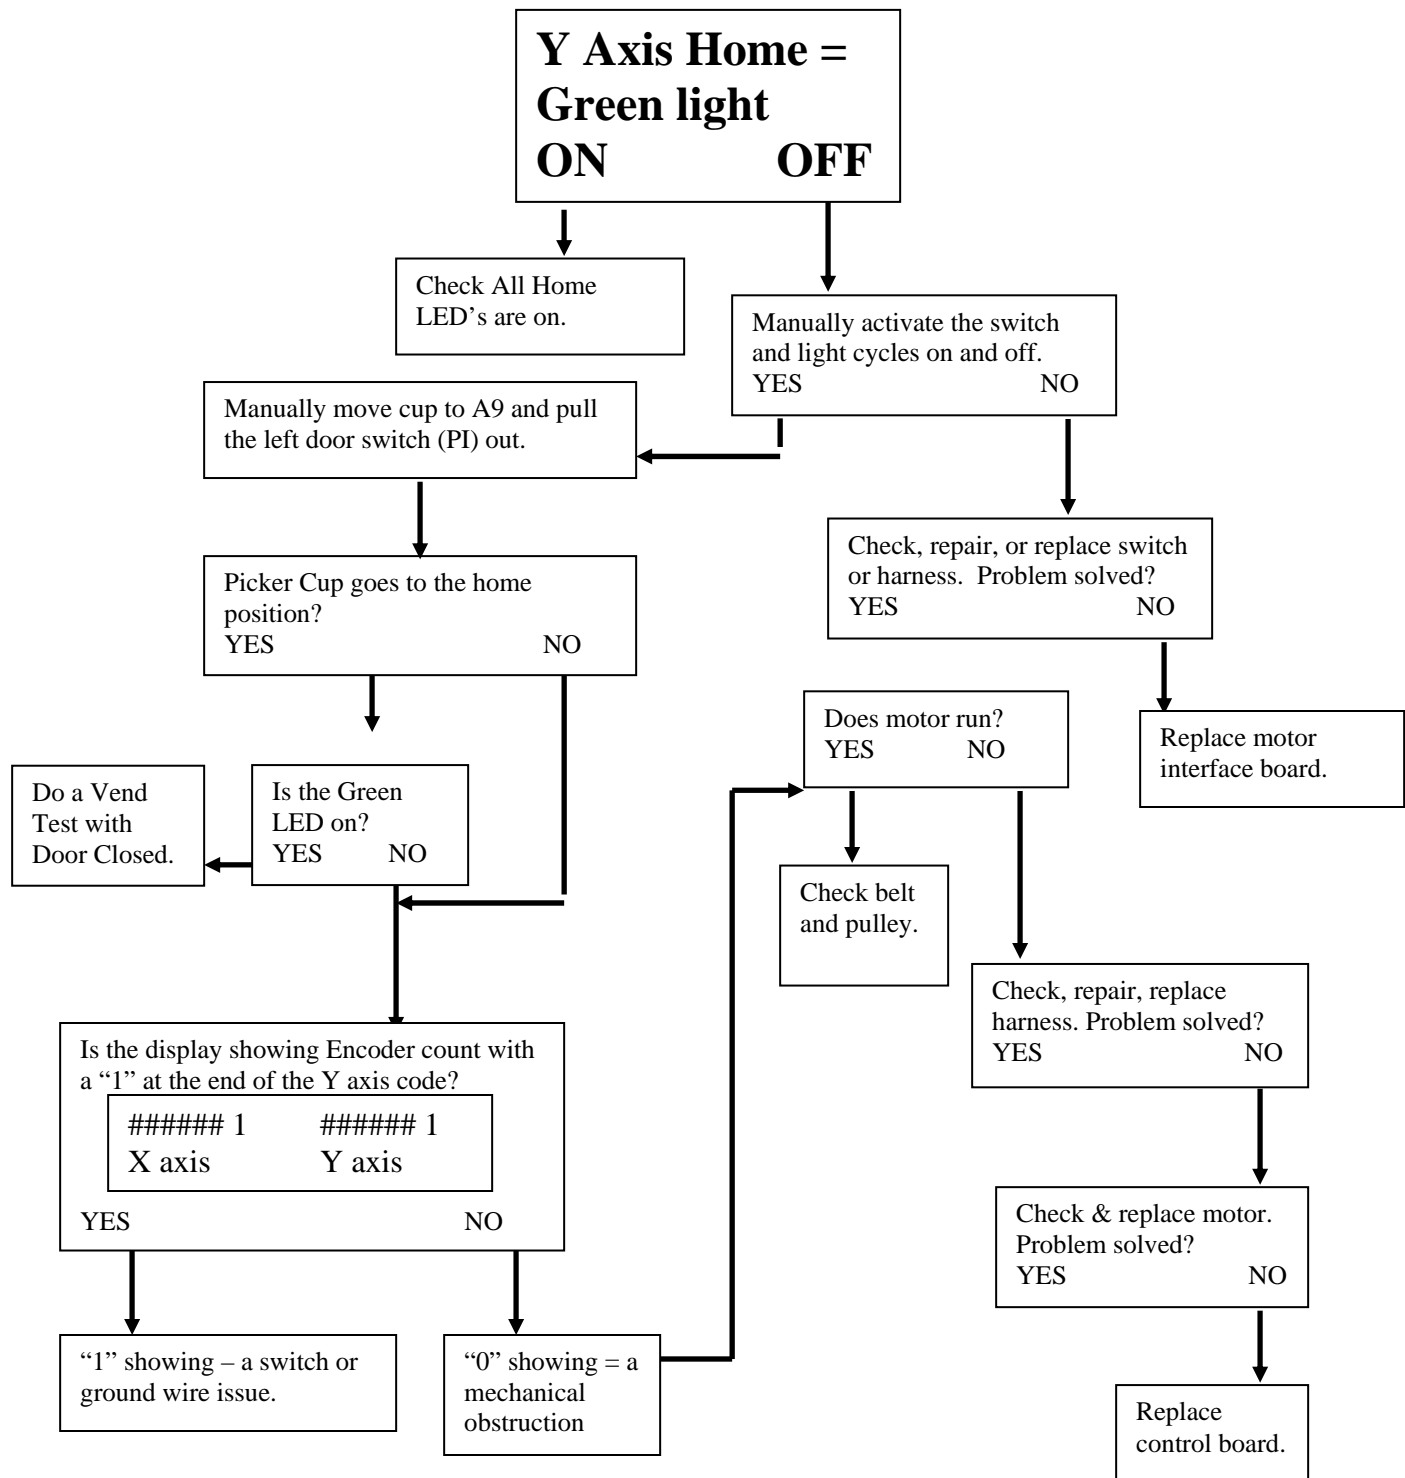 Y Axis Home =
Green light
ON OFF
Check All Home
LED’s are on.
Manually activate the switch
and light cycles on and off.
YES NO
Manually move cup to A9 and pull
the left door switch (PI) out.
Check, repair, or replace switch
or harness.  Problem solved?
YES NO
Picker Cup goes to the home
position?
YES NO
Does motor run?
YES NO
Replace motor
interface board.
Do a Vend
Test with
Door Closed.
Is the Green
LED on?
YES NO
Check belt
and pulley.
Check, repair, replace
harness. Problem solved?
YES NO
Is the display showing Encoder count with
a “1” at the end of the Y axis code?
###### 1 ###### 1
X axis Y axis
YES NO
Check & replace motor.
Problem solved?
YES NO
“1” showing – a switch or
ground wire issue.
“0” showing = a
mechanical
obstruction
Replace
control board.